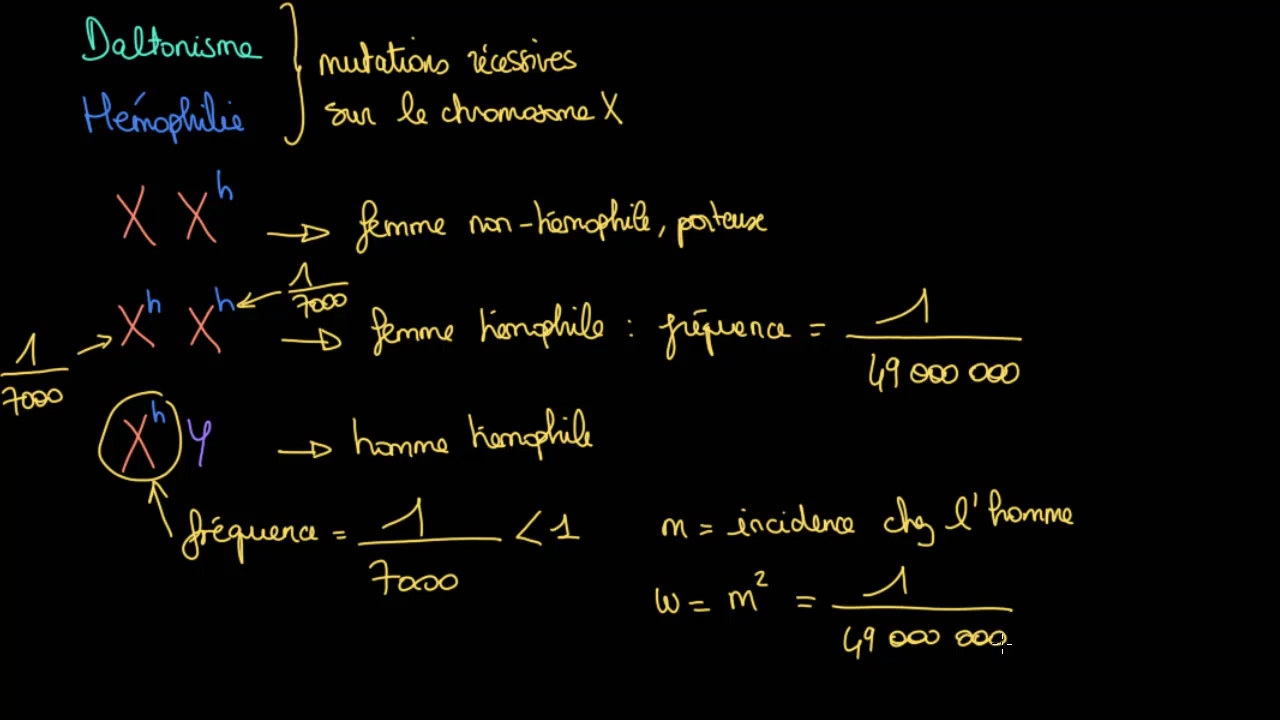 Daltonisme
Hémophilie
mutations récessives
sur le chromosome X
X X^h → femme non-hémophile, porteuse
1/7000
1/7000
X^h X^h → femme hémophile : fréquence = 1/49 000 000
X^h Y → homme hémophile
fréquence = 1/7000 < 1
m = incidence chez l'homme
w = m² = 1/49 000 000